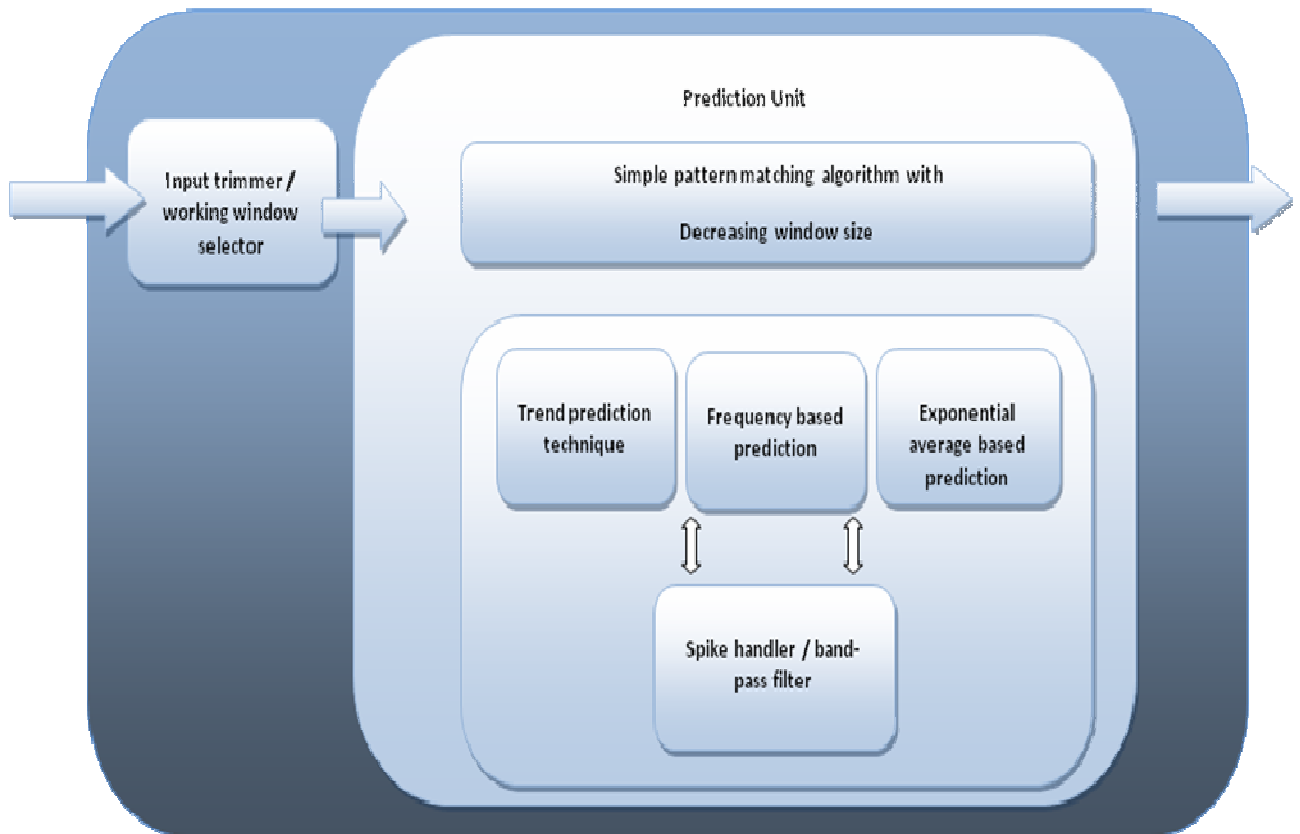 Prediction Unit
Input trimmer /
working window
selector
Simple pattern matching algorithm with
Decreasing window size
Trend prediction
technique
Frequency based
prediction
Exponential
average based
prediction
Spike handler / band-
pass filter